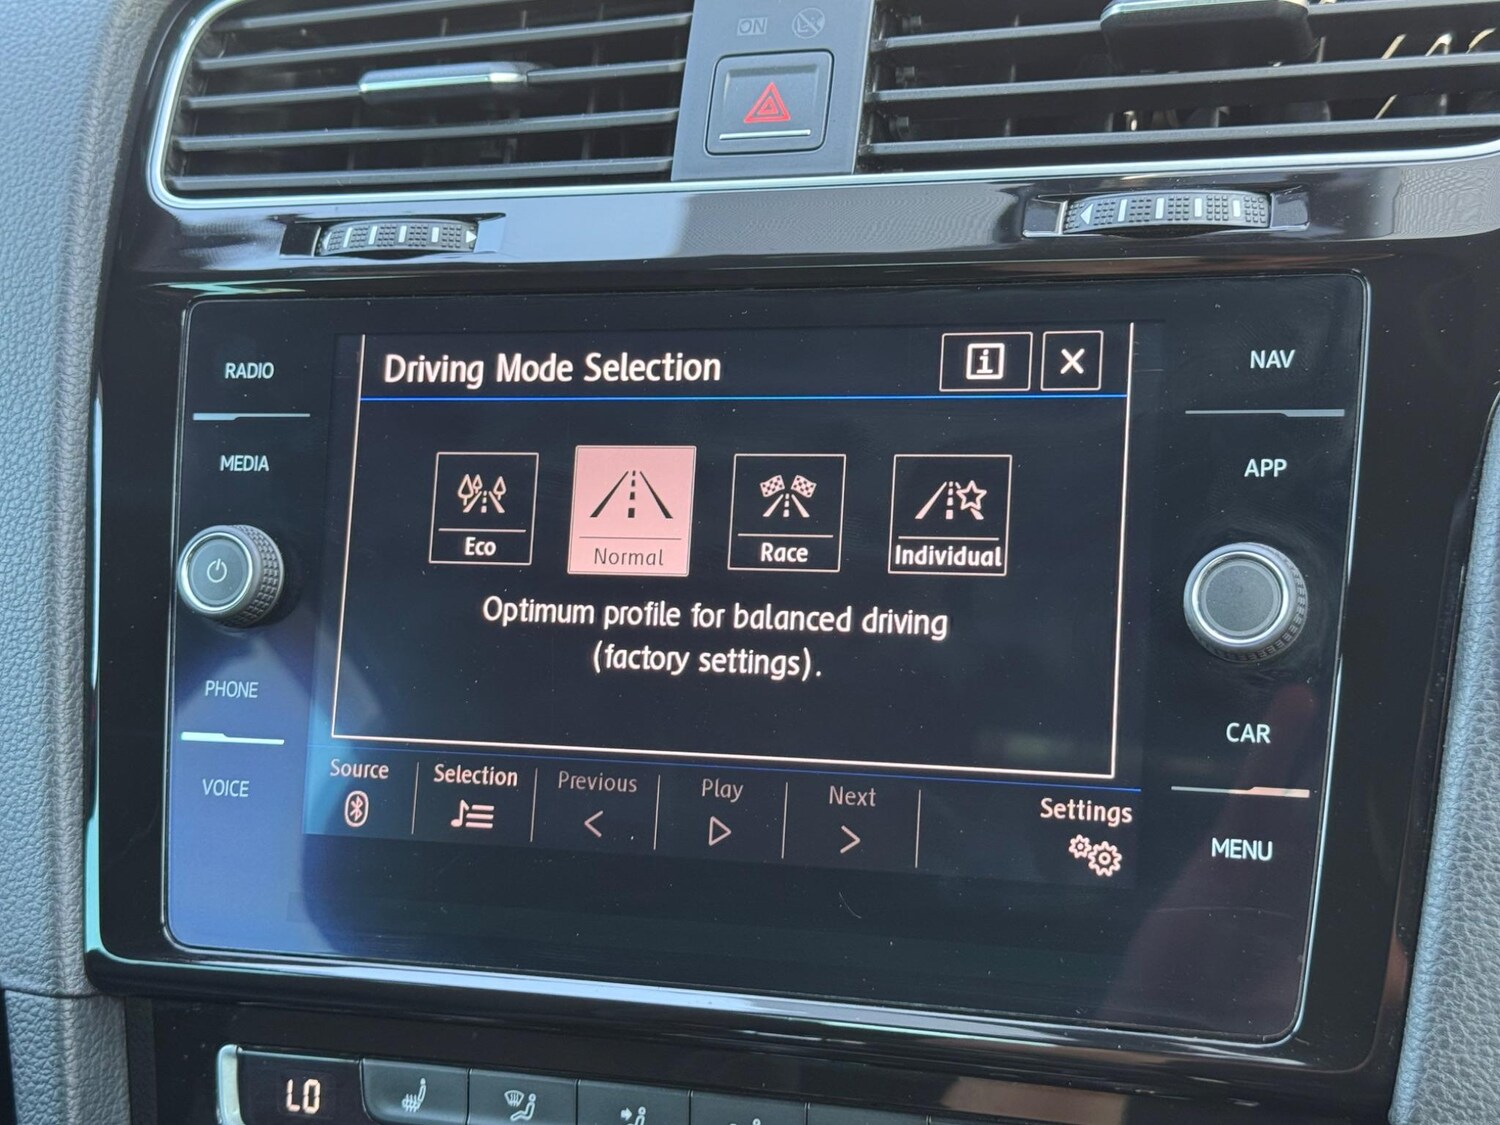 ON
RADIO
MEDIA
PHONE
VOICE
Driving Mode Selection
i
X
Eco
Normal
Race
Individual
Optimum profile for balanced driving
(factory settings).
Source
Selection
Previous
Play
Next
Settings
NAV
APP
CAR
MENU
LO